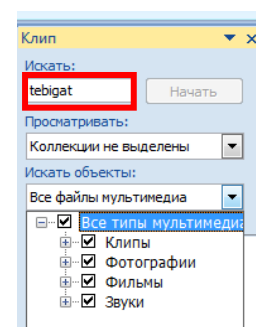 Клип
Искать:
tebigat Начать
Просматривать:
Коллекции не выделены
Искать объекты:
Все файлы мультимедиа
Все типы мультимедиа
Клипы
Фотографии
Фильмы
Звуки